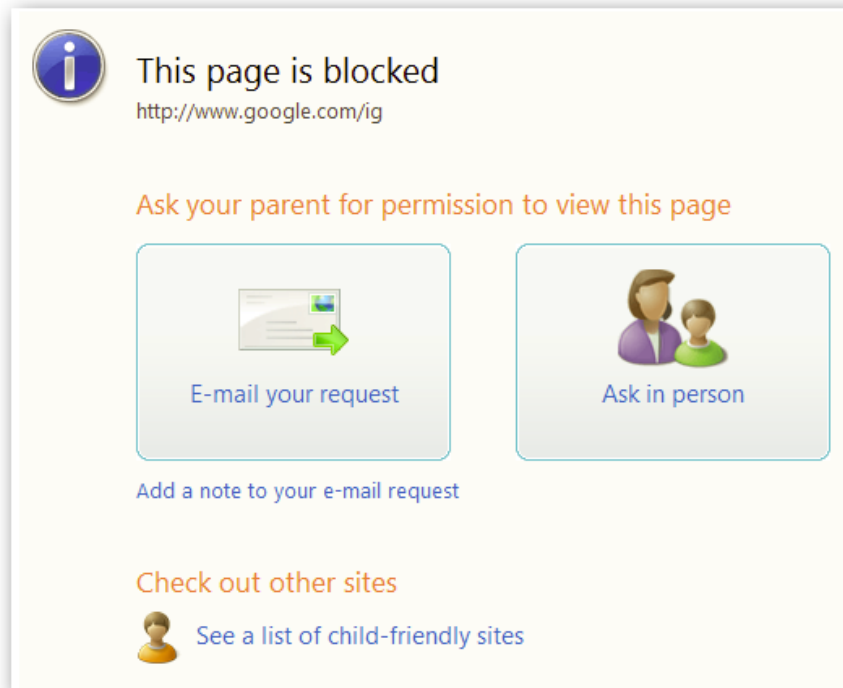 This page is blocked
http://www.google.com/ig
Ask your parent for permission to view this page
E-mail your request
Ask in person
Add a note to your e-mail request
Check out other sites
See a list of child-friendly sites